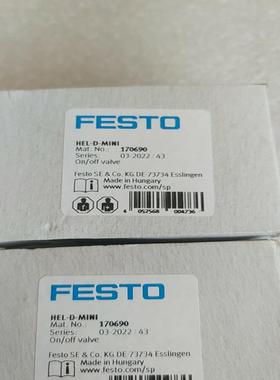 FESTO
HEL-D-MINI
Mat. No.: 170690
Series: 03-2022 : 43
On/off valve
Festo SE & Co. KG DE-73734 Esslingen
Made in Hungary
www.festo.com/sp
4 052568 004736
FESTO
HEL-D-MINI
Mat. No.: 170690
Series: 03-2022 : 43
On/off valve
Festo SE & Co. KG DE-73734 Esslingen
Made in Hungary
www.festo.com/sp